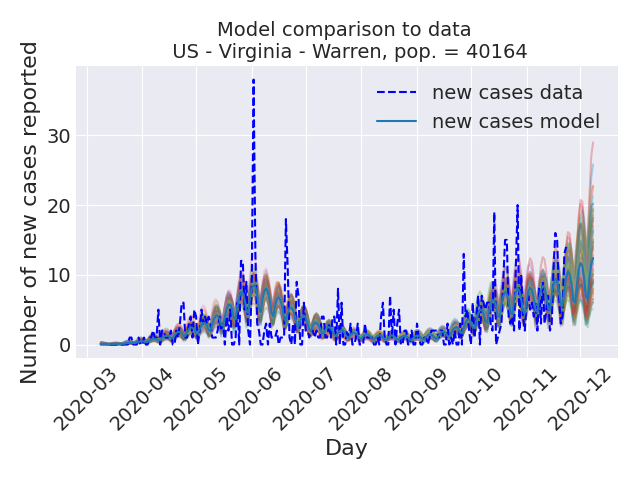 Model comparison to data
US - Virginia - Warren, pop. = 40164
Number of new cases reported
new cases data
new cases model
30
20
10
0
2020-03
2020-04
2020-05
2020-06
2020-07
2020-08
2020-09
2020-10
2020-11
2020-12
Day